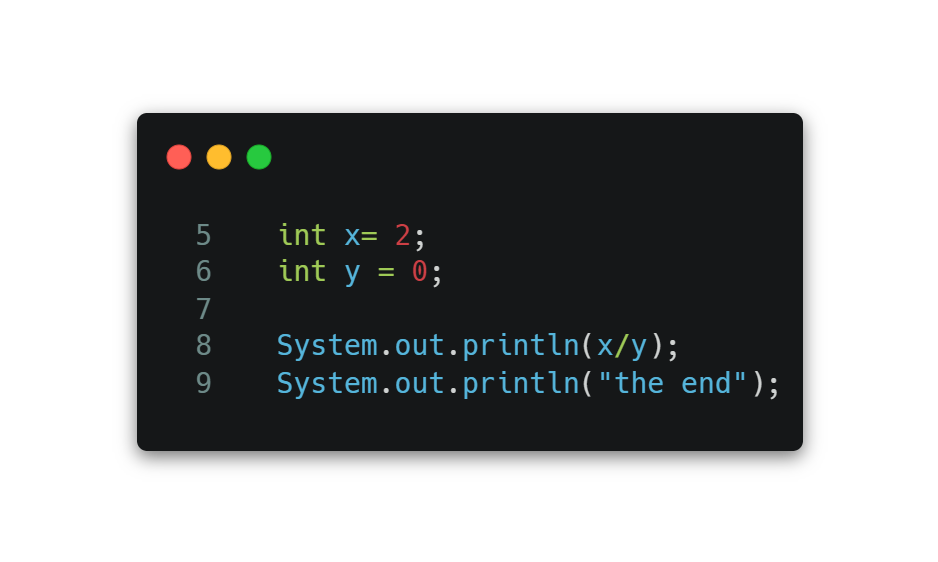 5 int x= 2;
6 int y = 0;
7
8 System.out.println(x/y);
9 System.out.println("the end");